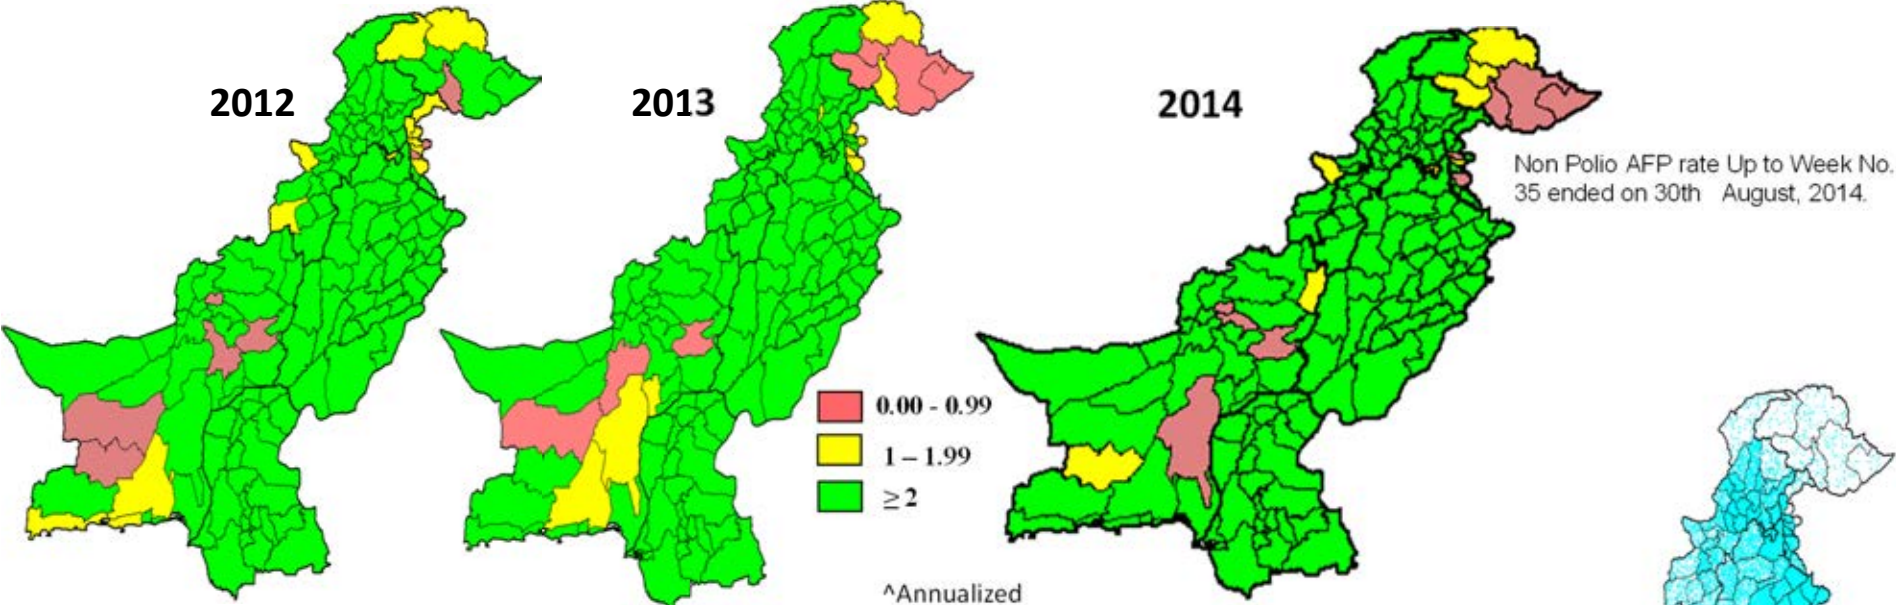 2012
2013
2014
Non Polio AFP rate Up to Week No.
35 ended on 30th August, 2014.
0.00 - 0.99
1 – 1.99
≥ 2
^Annualized